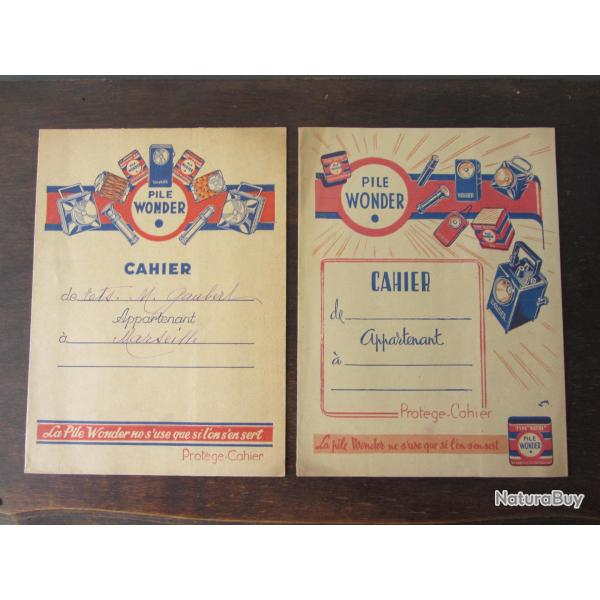 PILE
WONDER
CAHIER
de Ets. M. Gaubert
Appartenant
à Marseille
La Pile Wonder ne s'use que si l'on s'en sert
Protège-Cahier
PILE
WONDER
CAHIER
de
Appartenant
à
Protège-Cahier
La pile Wonder ne s'use que si l'on s'en sert
PILE
WONDER
NaturaBuy